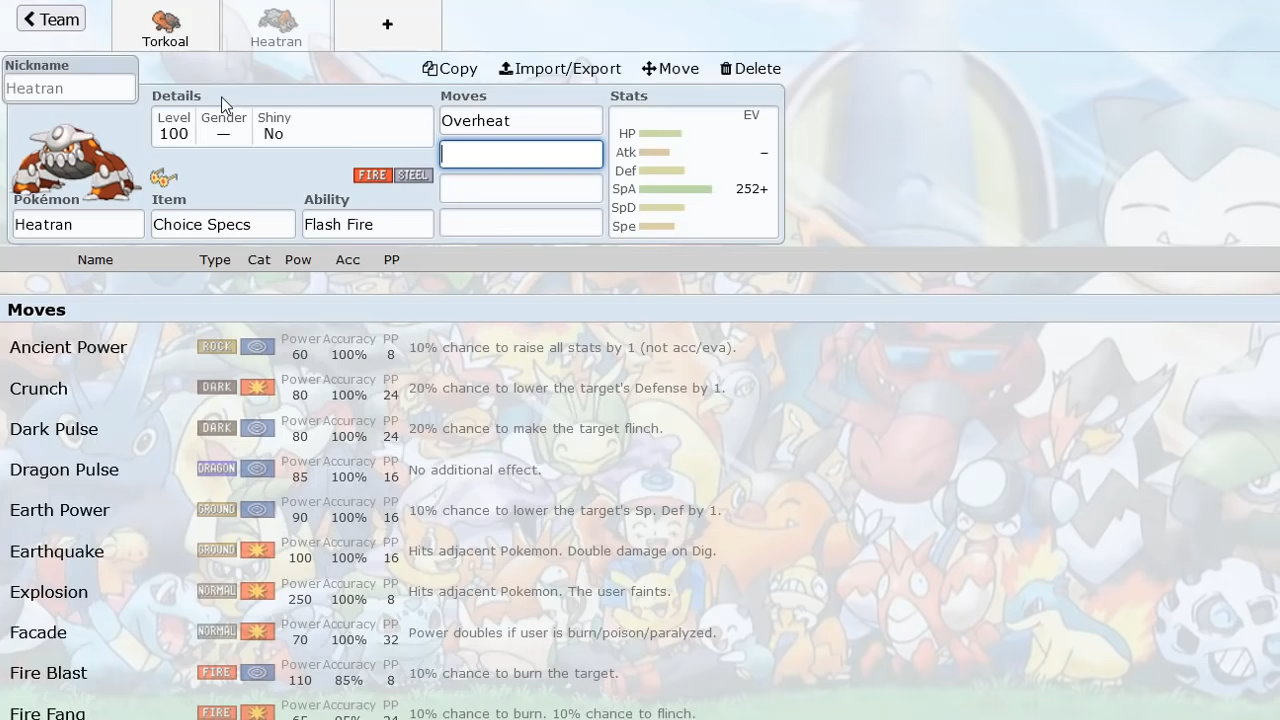 Team
Torkoal
Heatran
+
Nickname
Heatran
Copy Import/Export Move Delete
Details
Level Gender Shiny
100 — No
FIRE STEEL
Pokémon
Heatran
Item
Choice Specs
Ability
Flash Fire
Moves
Overheat
Stats
EV
HP
Atk –
Def
SpA 252+
SpD
Spe
Name Type Cat Pow Acc PP
Moves
Ancient Power ROCK Power 60 Accuracy 100% PP 8 10% chance to raise all stats by 1 (not acc/eva).
Crunch DARK Power 80 Accuracy 100% PP 24 20% chance to lower the target's Defense by 1.
Dark Pulse DARK Power 80 Accuracy 100% PP 24 20% chance to make the target flinch.
Dragon Pulse DRAGON Power 85 Accuracy 100% PP 16 No additional effect.
Earth Power GROUND Power 90 Accuracy 100% PP 16 10% chance to lower the target's Sp. Def by 1.
Earthquake GROUND Power 100 Accuracy 100% PP 16 Hits adjacent Pokemon. Double damage on Dig.
Explosion NORMAL Power 250 Accuracy 100% PP 8 Hits adjacent Pokemon. The user faints.
Facade NORMAL Power 70 Accuracy 100% PP 32 Power doubles if user is burn/poison/paralyzed.
Fire Blast FIRE Power 110 Accuracy 85% PP 8 10% chance to burn the target.
Fire Fang FIRE Power 65 Accuracy 95% PP 24 10% chance to burn. 10% chance to flinch.